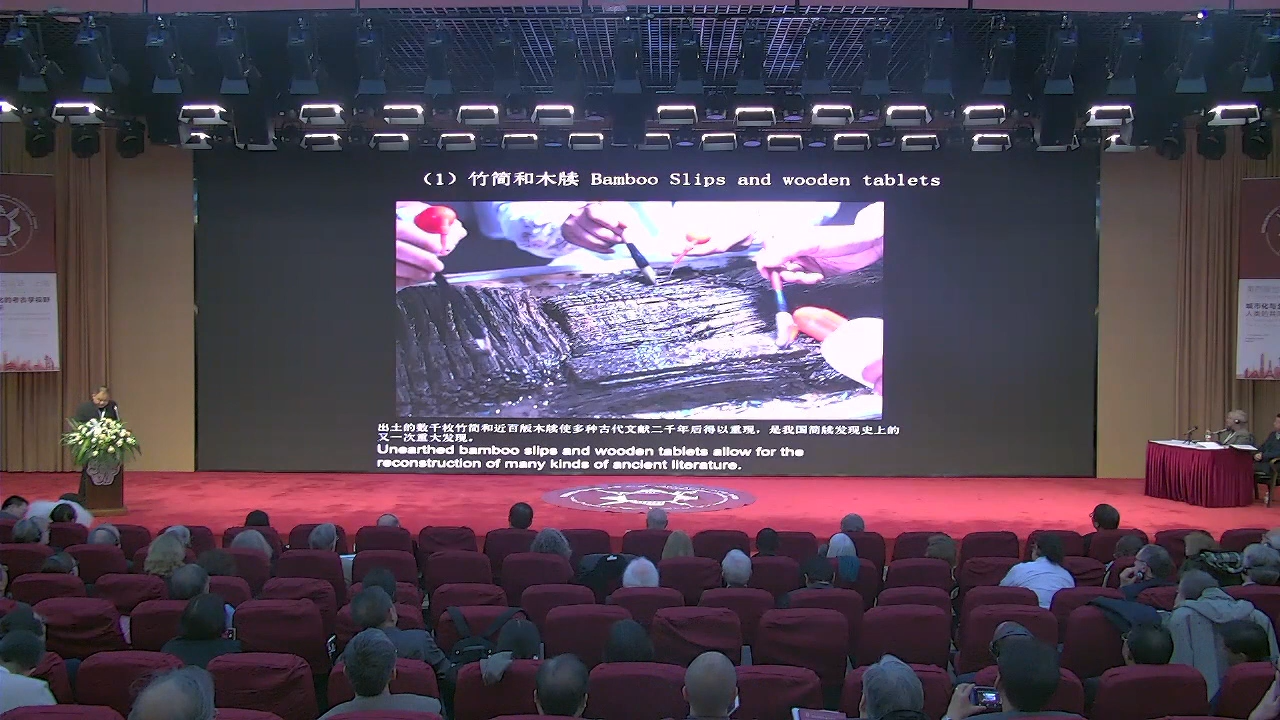 (1) 竹简和木牍 Bamboo Slips and wooden tablets
出土的数千枚竹简和近百版木牍使多种古代文献二千年后得以重现，是我国简牍发现史上的
又一次重大发现。
Unearthed bamboo slips and wooden tablets allow for the
reconstruction of many kinds of ancient literature.